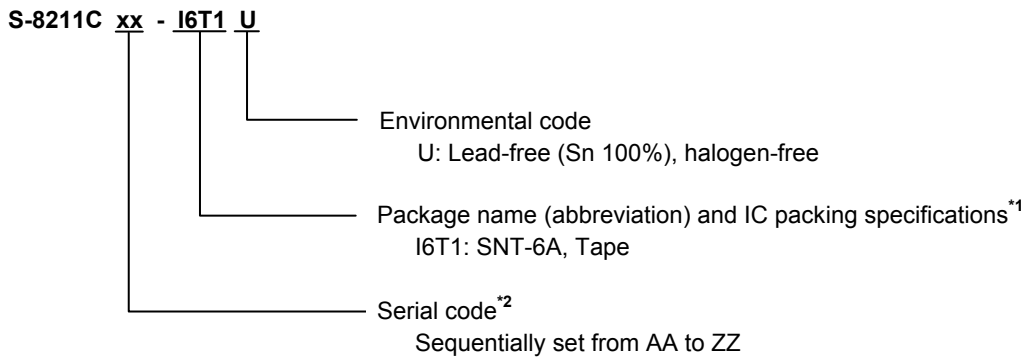 S-8211C xx - I6T1 U
Environmental code
U: Lead-free (Sn 100%), halogen-free
Package name (abbreviation) and IC packing specifications*1
I6T1: SNT-6A, Tape
Serial code*2
Sequentially set from AA to ZZ